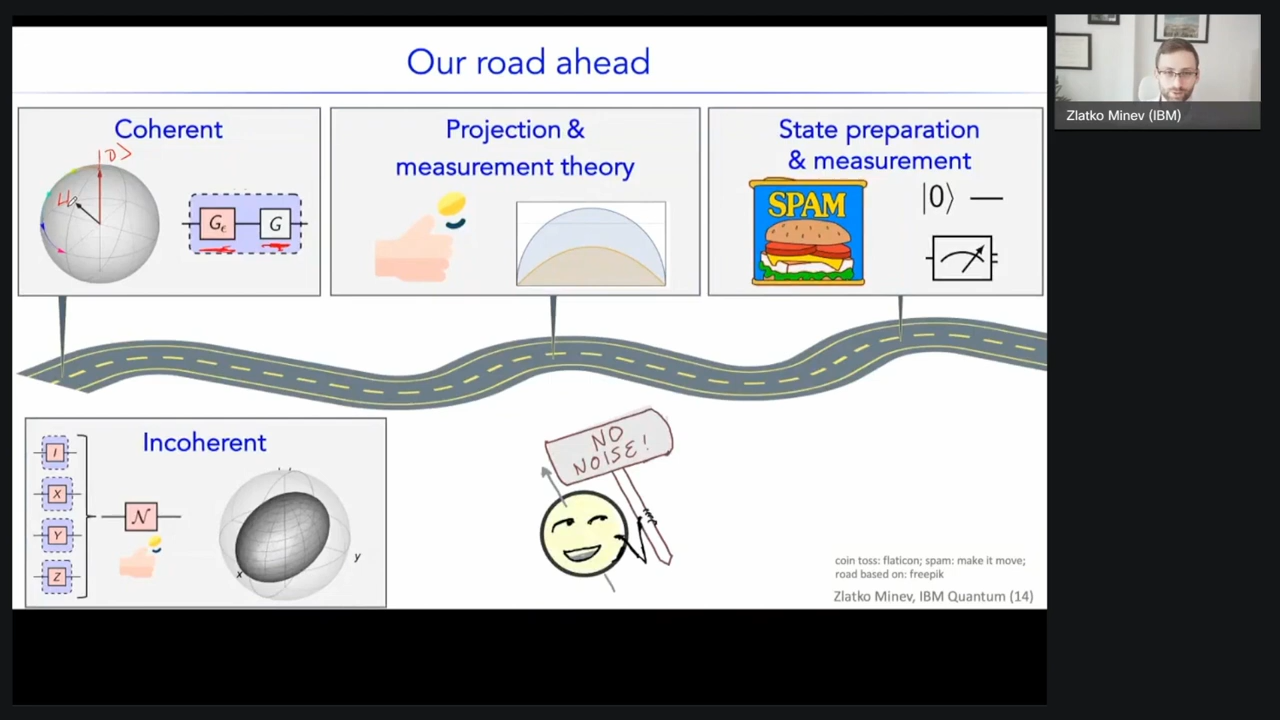 Our road ahead
Coherent
|0>
G_ϵ
G
Projection &
measurement theory
State preparation
& measurement
SPAM
|0⟩
Incoherent
I
X
Y
Z
N
x
y
NO
NOISE!
coin toss: flaticon; spam: make it move;
road based on: freepik
Zlatko Minev, IBM Quantum (14)
Zlatko Minev (IBM)